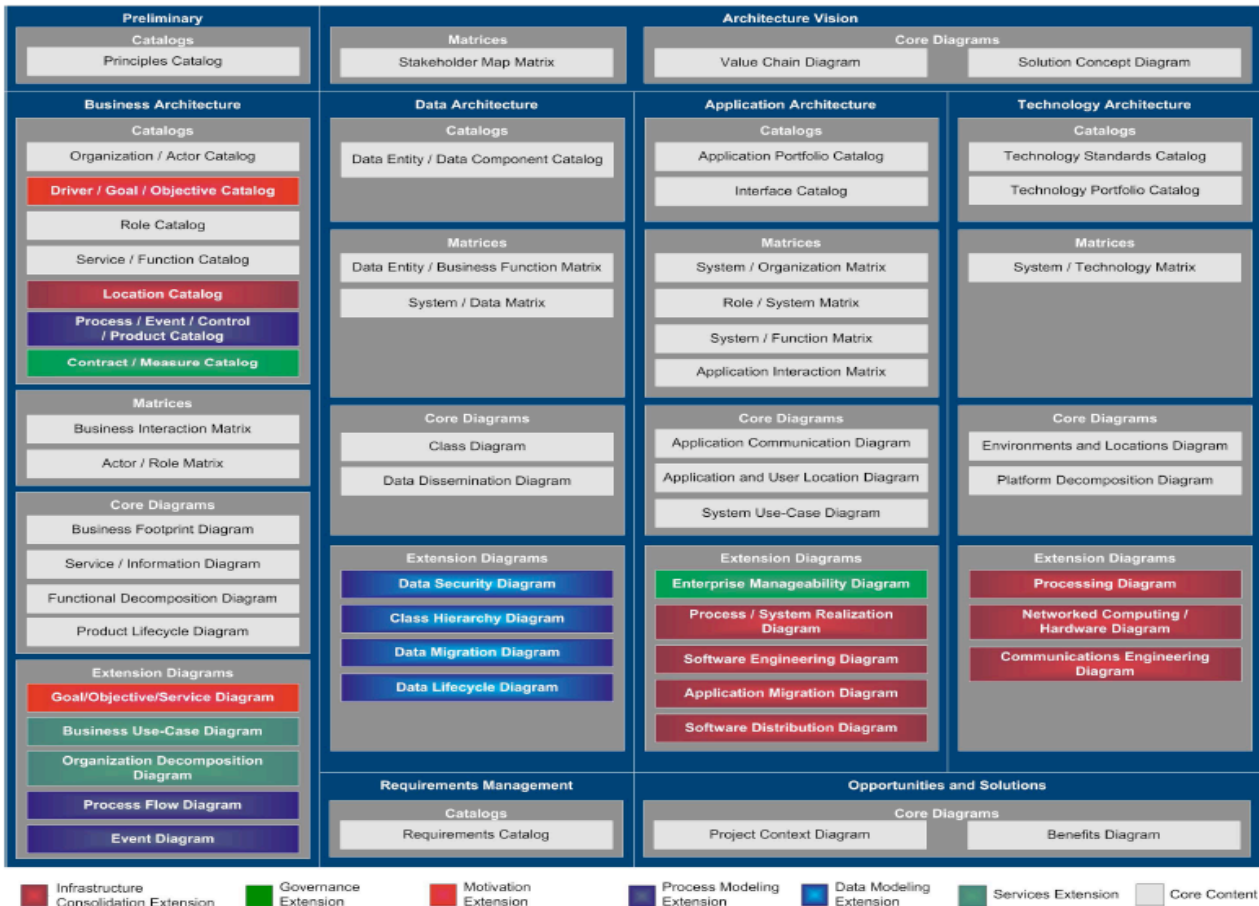 Preliminary
Catalogs
Principles Catalog
Architecture Vision
Matrices
Stakeholder Map Matrix
Core Diagrams
Value Chain Diagram
Solution Concept Diagram
Business Architecture
Catalogs
Organization / Actor Catalog
Driver / Goal / Objective Catalog
Role Catalog
Service / Function Catalog
Location Catalog
Process / Event / Control
/ Product Catalog
Contract / Measure Catalog
Matrices
Business Interaction Matrix
Actor / Role Matrix
Core Diagrams
Business Footprint Diagram
Service / Information Diagram
Functional Decomposition Diagram
Product Lifecycle Diagram
Extension Diagrams
Goal/Objective/Service Diagram
Business Use-Case Diagram
Organization Decomposition
Diagram
Process Flow Diagram
Event Diagram
Data Architecture
Catalogs
Data Entity / Data Component Catalog
Matrices
Data Entity / Business Function Matrix
System / Data Matrix
Core Diagrams
Class Diagram
Data Dissemination Diagram
Extension Diagrams
Data Security Diagram
Class Hierarchy Diagram
Data Migration Diagram
Data Lifecycle Diagram
Application Architecture
Catalogs
Application Portfolio Catalog
Interface Catalog
Matrices
System / Organization Matrix
Role / System Matrix
System / Function Matrix
Application Interaction Matrix
Core Diagrams
Application Communication Diagram
Application and User Location Diagram
System Use-Case Diagram
Extension Diagrams
Enterprise Manageability Diagram
Process / System Realization
Diagram
Software Engineering Diagram
Application Migration Diagram
Software Distribution Diagram
Technology Architecture
Catalogs
Technology Standards Catalog
Technology Portfolio Catalog
Matrices
System / Technology Matrix
Core Diagrams
Environments and Locations Diagram
Platform Decomposition Diagram
Extension Diagrams
Processing Diagram
Networked Computing /
Hardware Diagram
Communications Engineering
Diagram
Requirements Management
Catalogs
Requirements Catalog
Opportunities and Solutions
Core Diagrams
Project Context Diagram
Benefits Diagram
Infrastructure
Consolidation Extension
Governance
Extension
Motivation
Extension
Process Modeling
Extension
Data Modeling
Extension
Services Extension
Core Content